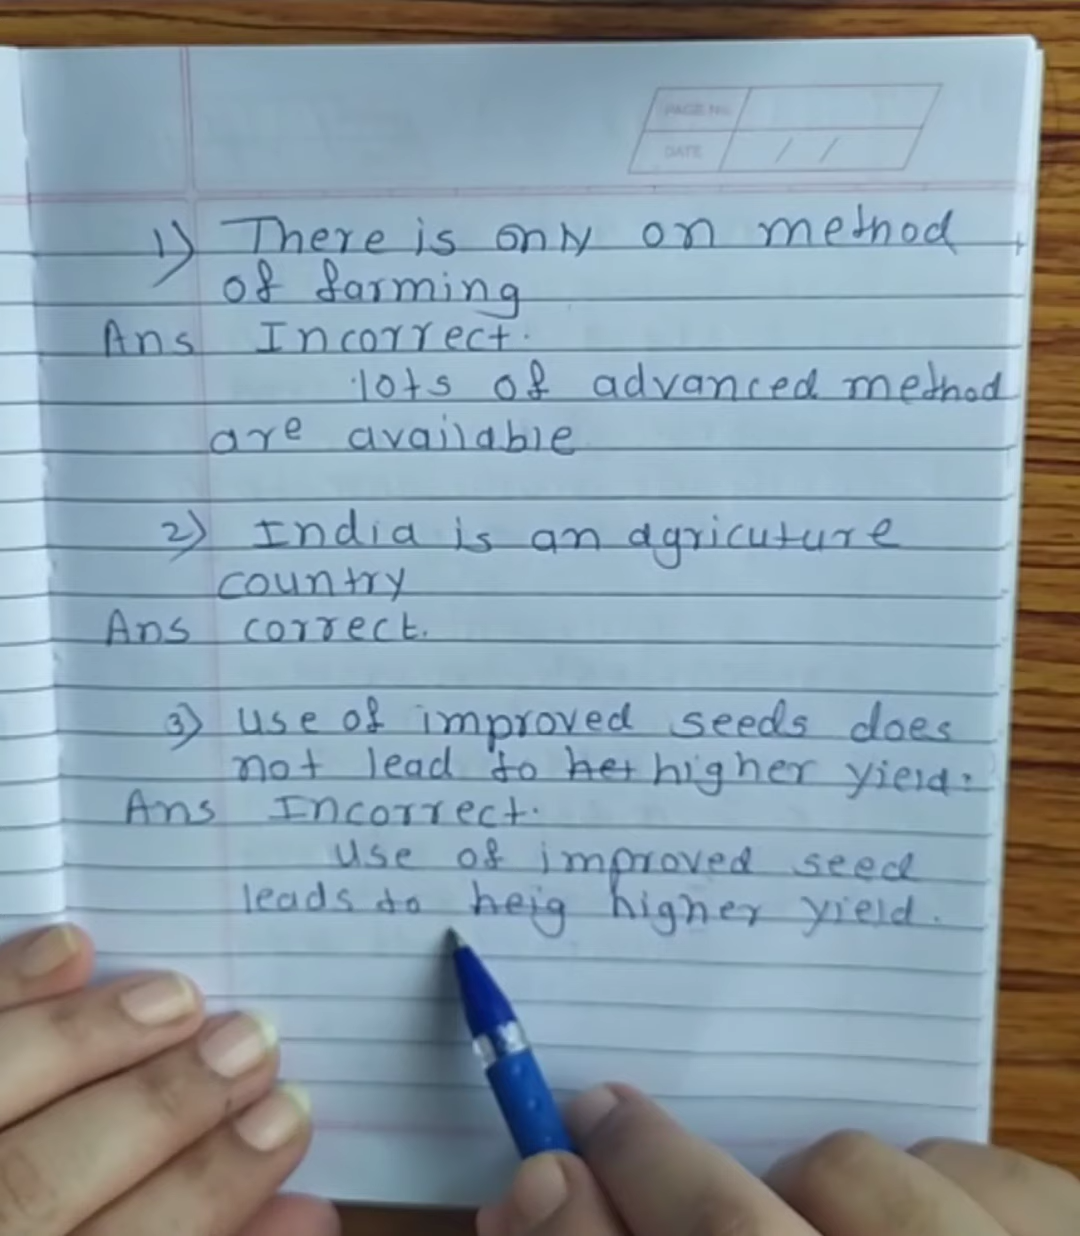 PAGE No.
DATE / /
1) There is only on method
of farming
Ans Incorrect.
lots of advanced method
are available
2) India is an agricuture
country
Ans correct.
3) use of improved seeds does
not lead to het higher yield.
Ans Incorrect.
use of improved seed
leads to heig higher yield.